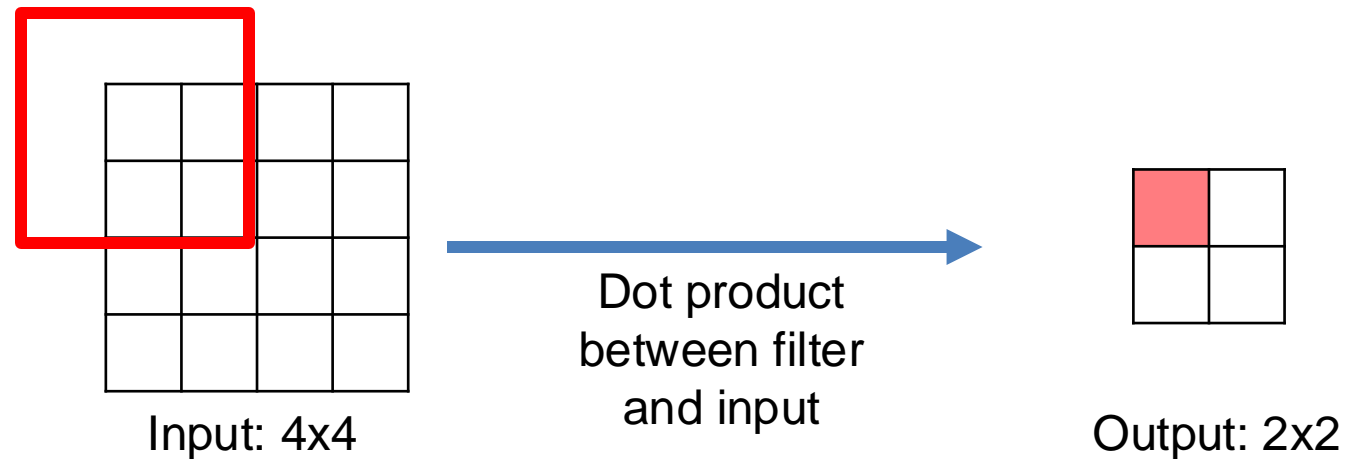 Dot product
between filter
and input
Input: 4x4
Output: 2x2